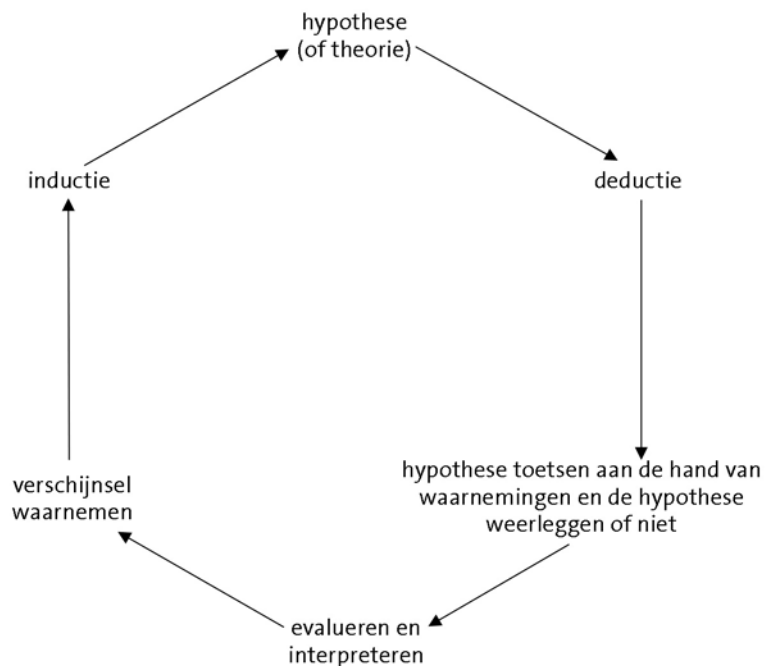 hypothese
(of theorie)
inductie
deductie
hypothese toetsen aan de hand van
waarnemingen en de hypothese
weerleggen of niet
verschijnsel
waarnemen
evalueren en
interpreteren